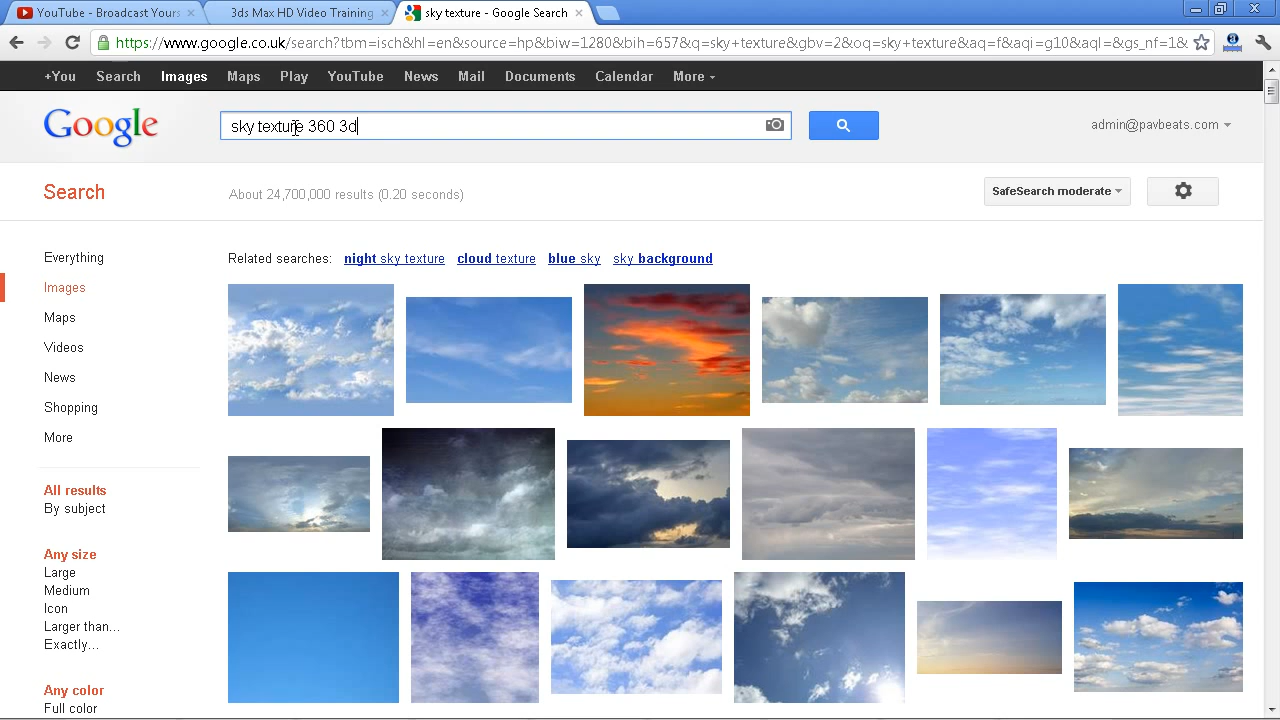 YouTube - Broadcast Yours
3ds Max HD Video Training
sky texture - Google Search
https://www.google.co.uk/search?tbm=isch&hl=en&source=hp&biw=1280&bih=657&q=sky+texture&gbv=2&oq=sky+texture&aq=f&aqi=g10&aql=&gs_nf=1&
+You Search Images Maps Play YouTube News Mail Documents Calendar More
Google
sky texture 360 3d
admin@pavbeats.com
Search
About 24,700,000 results (0.20 seconds)
SafeSearch moderate
Related searches: night sky texture cloud texture blue sky sky background
Everything
Images
Maps
Videos
News
Shopping
More
All results
By subject
Any size
Large
Medium
Icon
Larger than...
Exactly...
Any color
Full color